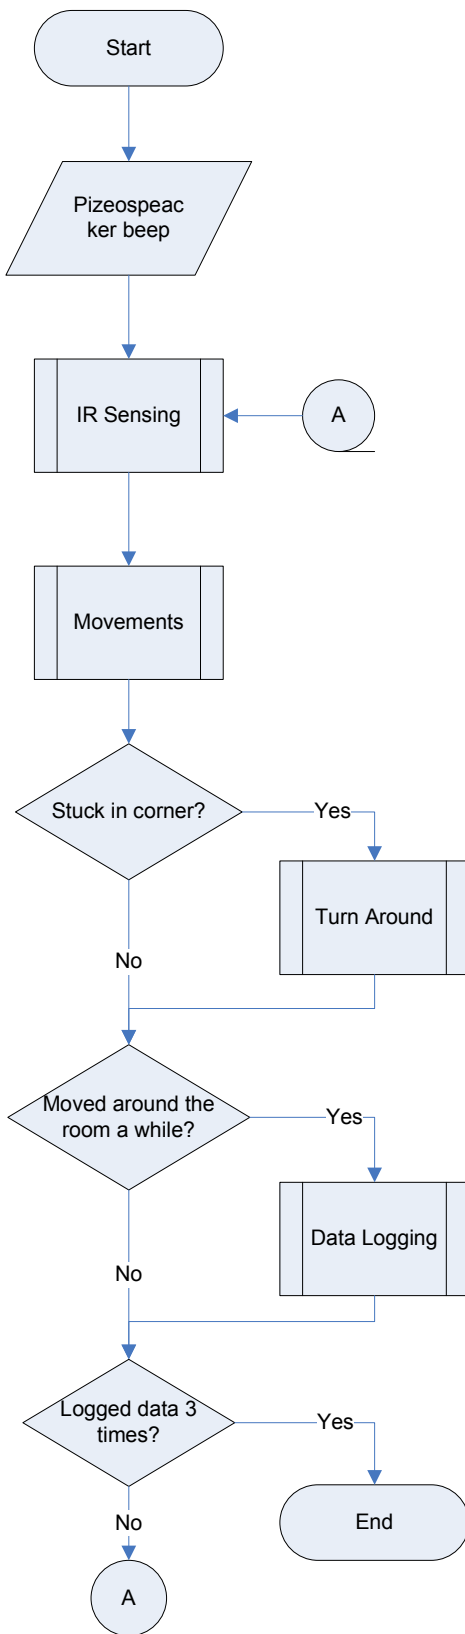 Start
Pizeospeac
ker beep
IR Sensing
A
Movements
Stuck in corner?
Yes
Turn Around
No
Moved around the
room a while?
Yes
Data Logging
No
Logged data 3
times?
Yes
End
No
A